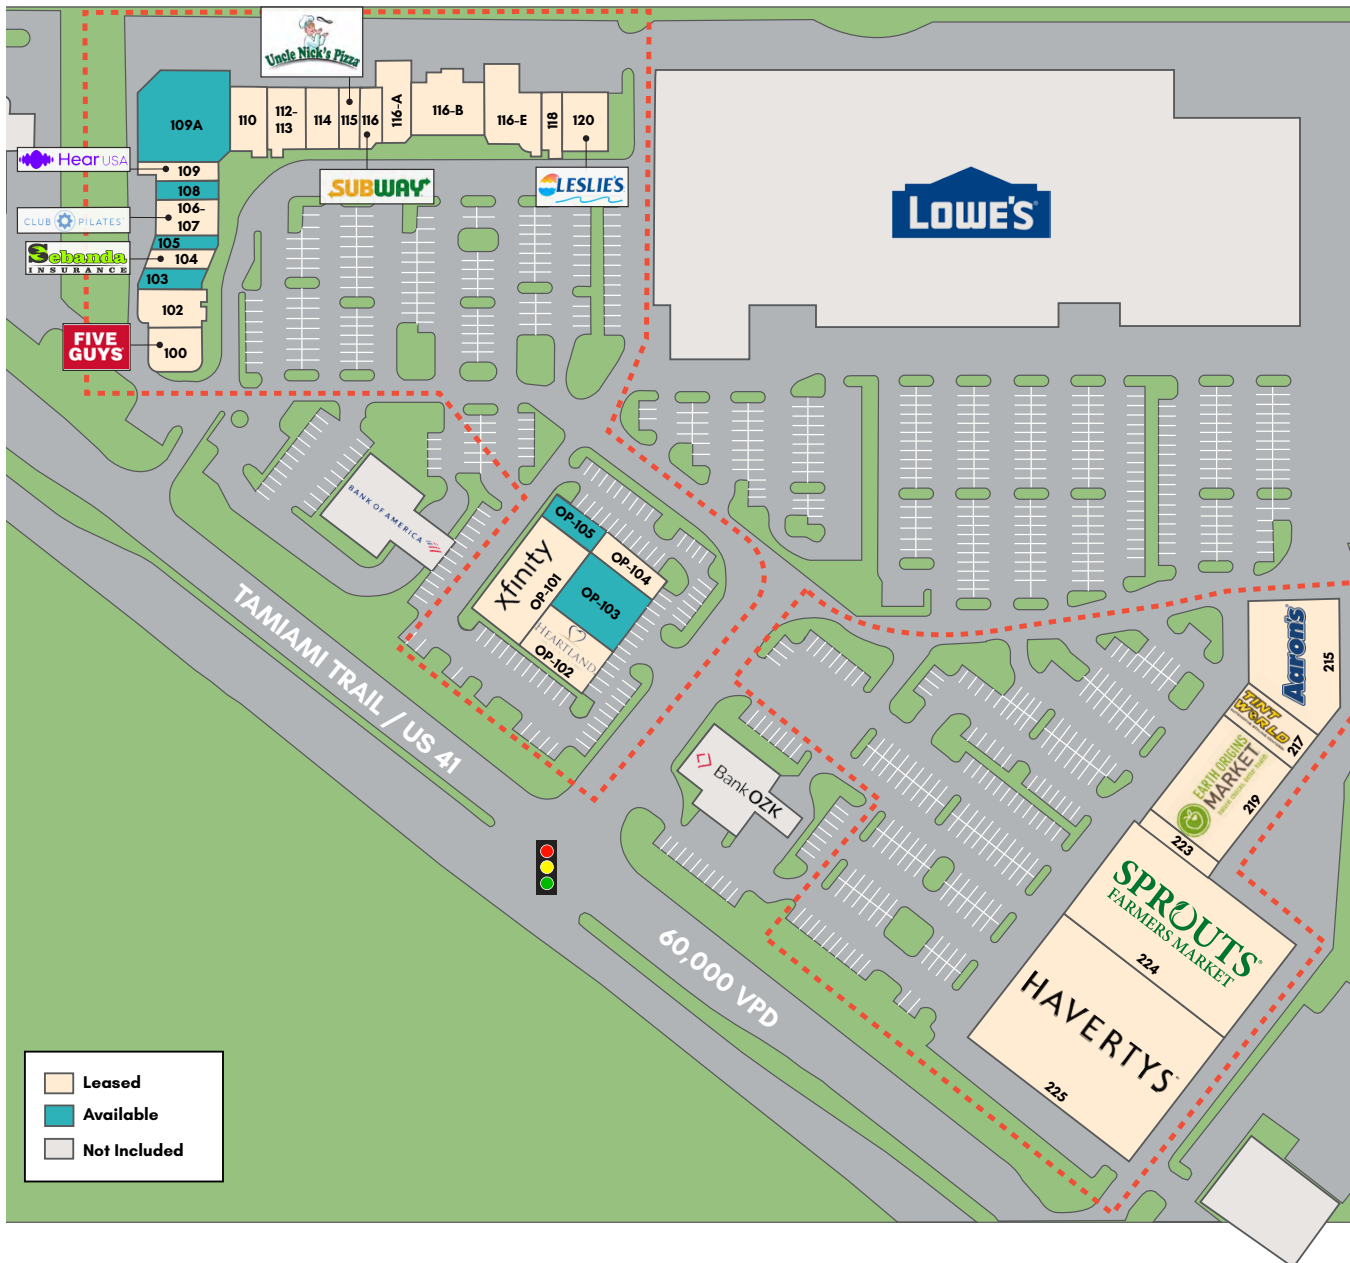 Uncle Nick's Pizza
109A
110
112-
113
114
115
116
116-A
116-B
116-E
118
120
HearUSA
109
SUBWAY
LESLIE'S
108
CLUB PILATES
106-
107
105
Sebanda
INSURANCE
104
103
102
FIVE
GUYS
100
LOWE'S
BANK OF AMERICA
OP-105
OP-104
xfinity
OP-101
OP-103
HEARTLAND
OP-102
TAMIAMI TRAIL / US 41
Aaron's
215
TINT
WORLD
217
EARTH ORIGINS
MARKET
219
223
Bank OZK
SPROUTS
FARMERS MARKET
224
60,000 VPD
HAVERTYS
225
Leased
Available
Not Included